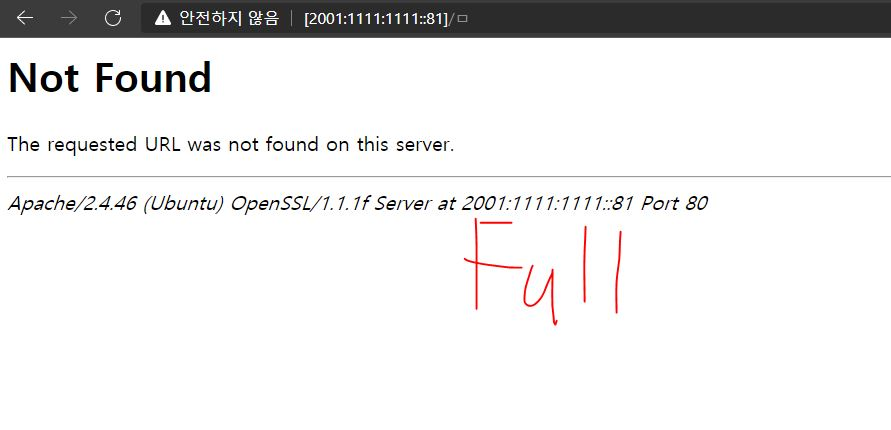 안전하지 않음 | [2001:1111:1111::81]/ㅁ
Not Found
The requested URL was not found on this server.
Apache/2.4.46 (Ubuntu) OpenSSL/1.1.1f Server at 2001:1111:1111::81 Port 80
Full